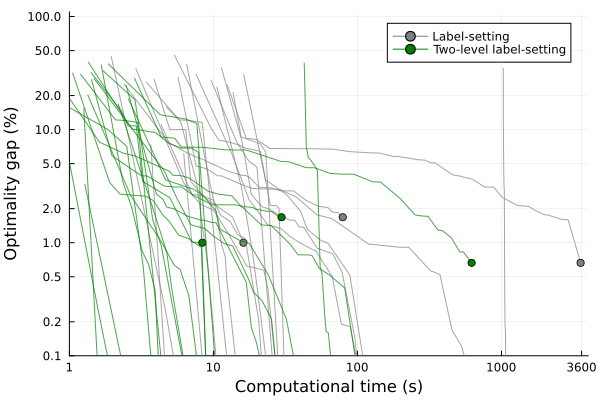 100.0
50.0
20.0
10.0
5.0
2.0
1.0
0.5
0.2
0.1
Optimality gap (%)
Label-setting
Two-level label-setting
1 10 100 1000 3600
Computational time (s)